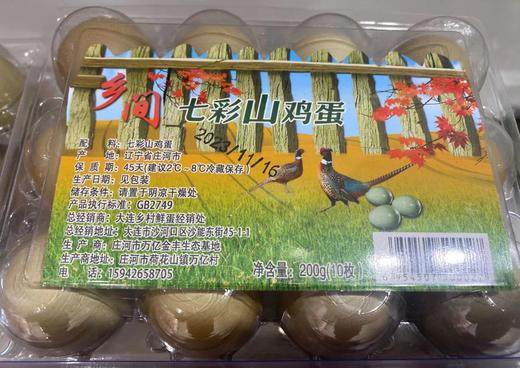 乡间
七彩山鸡蛋
2023/11/16
配 料：七彩山鸡蛋
产 地：辽宁省庄河市
保 质 期：45天(建议2℃~8℃冷藏保存)
生产日期：见包装
储存条件：请置于阴凉干燥处
产品执行标准：GB2749
总经销商：大连乡村鲜蛋经销处
总经销地址：大连市沙河口区沙能东街45-1-1
生 产 商：庄河市万亿金丰生态基地
生产商地址：庄河市荷花山镇万亿村
电 话：15942658705
净含量：200g(10枚)